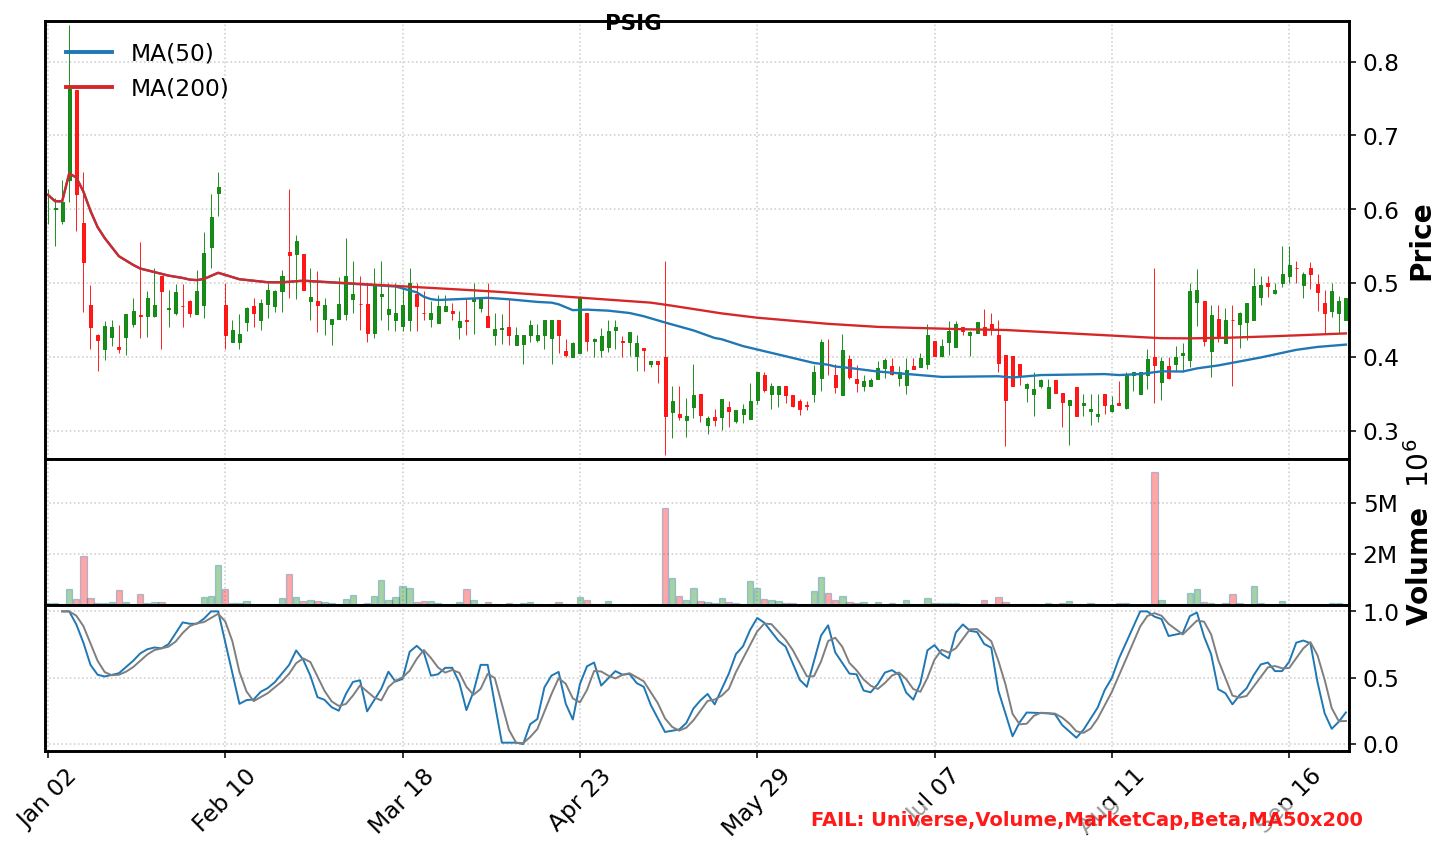 PSIG
MA(50)
MA(200)
0.8
0.7
0.6
0.5
0.4
0.3
Price
10^6
5M
2M
Volume
1.0
0.5
0.0
Jan 02
Feb 10
Mar 18
Apr 23
May 29
Jul 07
Aug 11
Sep 16
FAIL: Universe,Volume,MarketCap,Beta,MA50x200